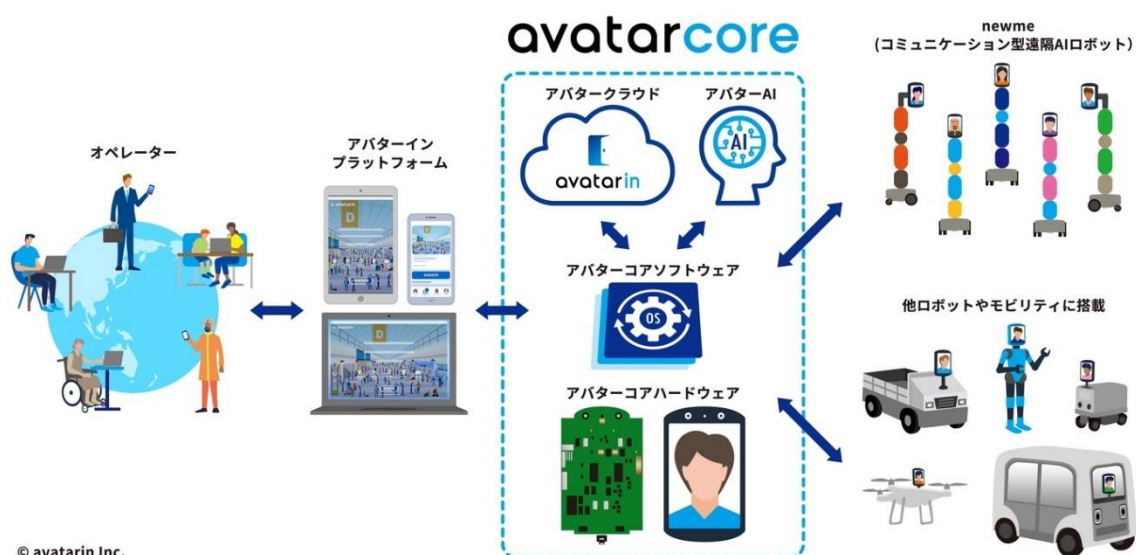 avatarcore
newme
(コミュニケーション型遠隔AIロボット)
アバタークラウド
アバターAI
オペレーター
アバターイン
プラットフォーム
AI
avatarin
アバターコアソフトウェア
OS
他ロボットやモビリティに搭載
アバターコアハードウェア
© avatarin Inc.